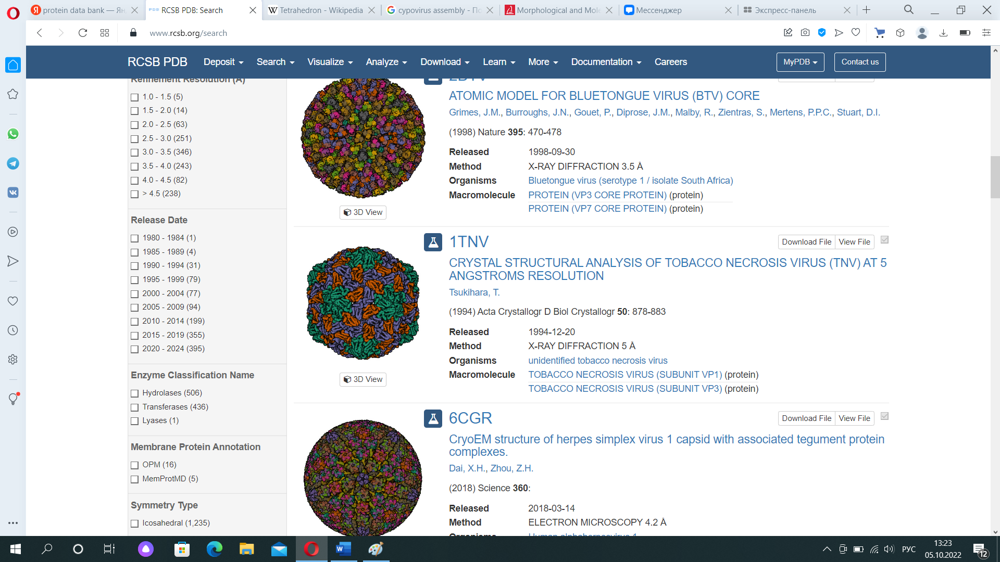 protein data bank — Ян
RCSB PDB: Search
Tetrahedron - Wikipedia
cypovirus assembly - По
Morphological and Mole
Мессенджер
Экспресс-панель
www.rcsb.org/search
RCSB PDB
Deposit
Search
Visualize
Analyze
Download
Learn
More
Documentation
Careers
MyPDB
Contact us
Refinement Resolution (Å)
1.0 - 1.5 (5)
1.5 - 2.0 (14)
2.0 - 2.5 (63)
2.5 - 3.0 (251)
3.0 - 3.5 (346)
3.5 - 4.0 (243)
4.0 - 4.5 (82)
> 4.5 (238)
Release Date
1980 - 1984 (1)
1985 - 1989 (4)
1990 - 1994 (31)
1995 - 1999 (79)
2000 - 2004 (77)
2005 - 2009 (94)
2010 - 2014 (199)
2015 - 2019 (355)
2020 - 2024 (395)
Enzyme Classification Name
Hydrolases (506)
Transferases (436)
Lyases (1)
Membrane Protein Annotation
OPM (16)
MemProtMD (5)
Symmetry Type
Icosahedral (1,235)
2BTV
ATOMIC MODEL FOR BLUETONGUE VIRUS (BTV) CORE
Grimes, J.M., Burroughs, J.N., Gouet, P., Diprose, J.M., Malby, R., Zientras, S., Mertens, P.P.C., Stuart, D.I.
(1998) Nature 395: 470-478
Released 1998-09-30
Method X-RAY DIFFRACTION 3.5 Å
Organisms Bluetongue virus (serotype 1 / isolate South Africa)
Macromolecule PROTEIN (VP3 CORE PROTEIN) (protein)
PROTEIN (VP7 CORE PROTEIN) (protein)
3D View
1TNV
Download File View File
CRYSTAL STRUCTURAL ANALYSIS OF TOBACCO NECROSIS VIRUS (TNV) AT 5
ANGSTROMS RESOLUTION
Tsukihara, T.
(1994) Acta Crystallogr D Biol Crystallogr 50: 878-883
Released 1994-12-20
Method X-RAY DIFFRACTION 5 Å
Organisms unidentified tobacco necrosis virus
Macromolecule TOBACCO NECROSIS VIRUS (SUBUNIT VP1) (protein)
TOBACCO NECROSIS VIRUS (SUBUNIT VP3) (protein)
3D View
6CGR
Download File View File
CryoEM structure of herpes simplex virus 1 capsid with associated tegument protein
complexes.
Dai, X.H., Zhou, Z.H.
(2018) Science 360:
Released 2018-03-14
Method ELECTRON MICROSCOPY 4.2 Å
Organisms Human alphaherpesvirus 1
РУС
13:23
05.10.2022
12